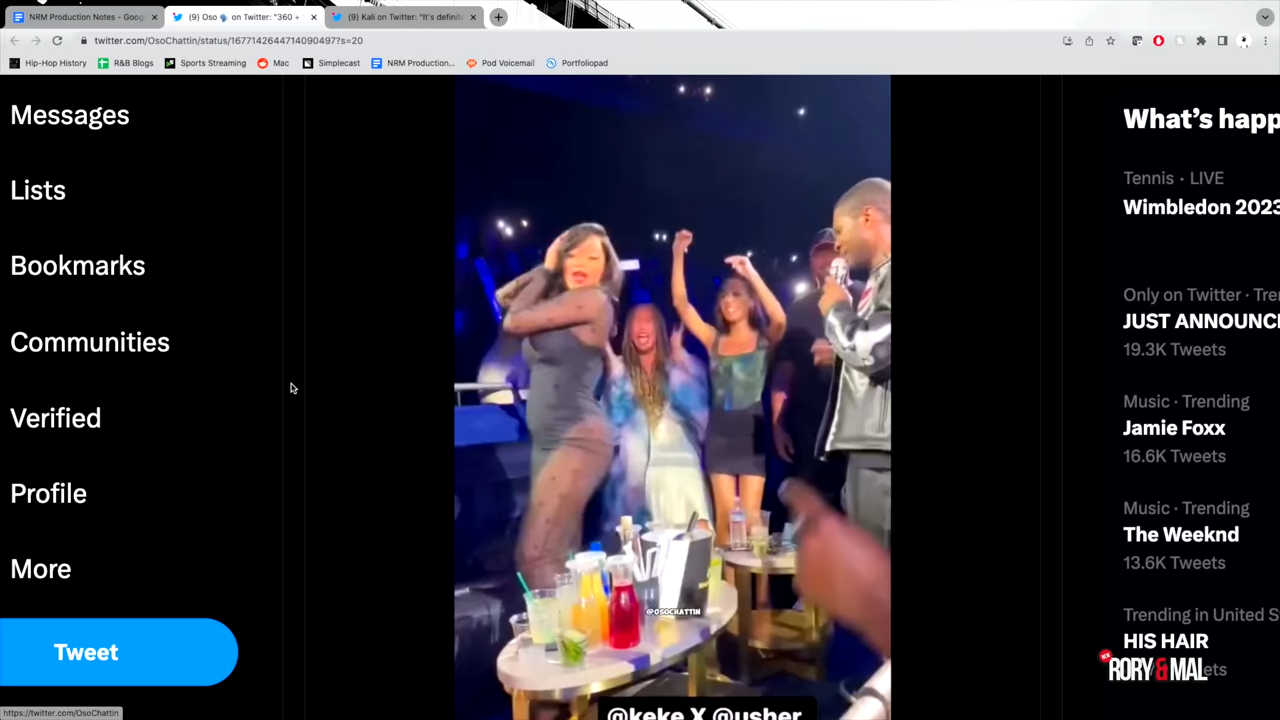 NRM Production Notes - Goog
(9) Oso on Twitter: "360 +
(9) Kali on Twitter: "It's definit
twitter.com/OsoChattin/status/1677142644714090497?s=20
Hip-Hop History
R&B Blogs
Sports Streaming
Mac
Simplecast
NRM Production...
Pod Voicemail
Portfoliopad
Messages
Lists
Bookmarks
Communities
Verified
Profile
More
Tweet
https://twitter.com/OsoChattin
@OSOCHATTIN
@keke X @usher
What's happ
Tennis · LIVE
Wimbledon 2023
Only on Twitter · Tre
JUST ANNOUNC
19.3K Tweets
Music · Trending
Jamie Foxx
16.6K Tweets
Music · Trending
The Weeknd
13.6K Tweets
Trending in United S
HIS HAIR
ets
NEW
RORY & MAL